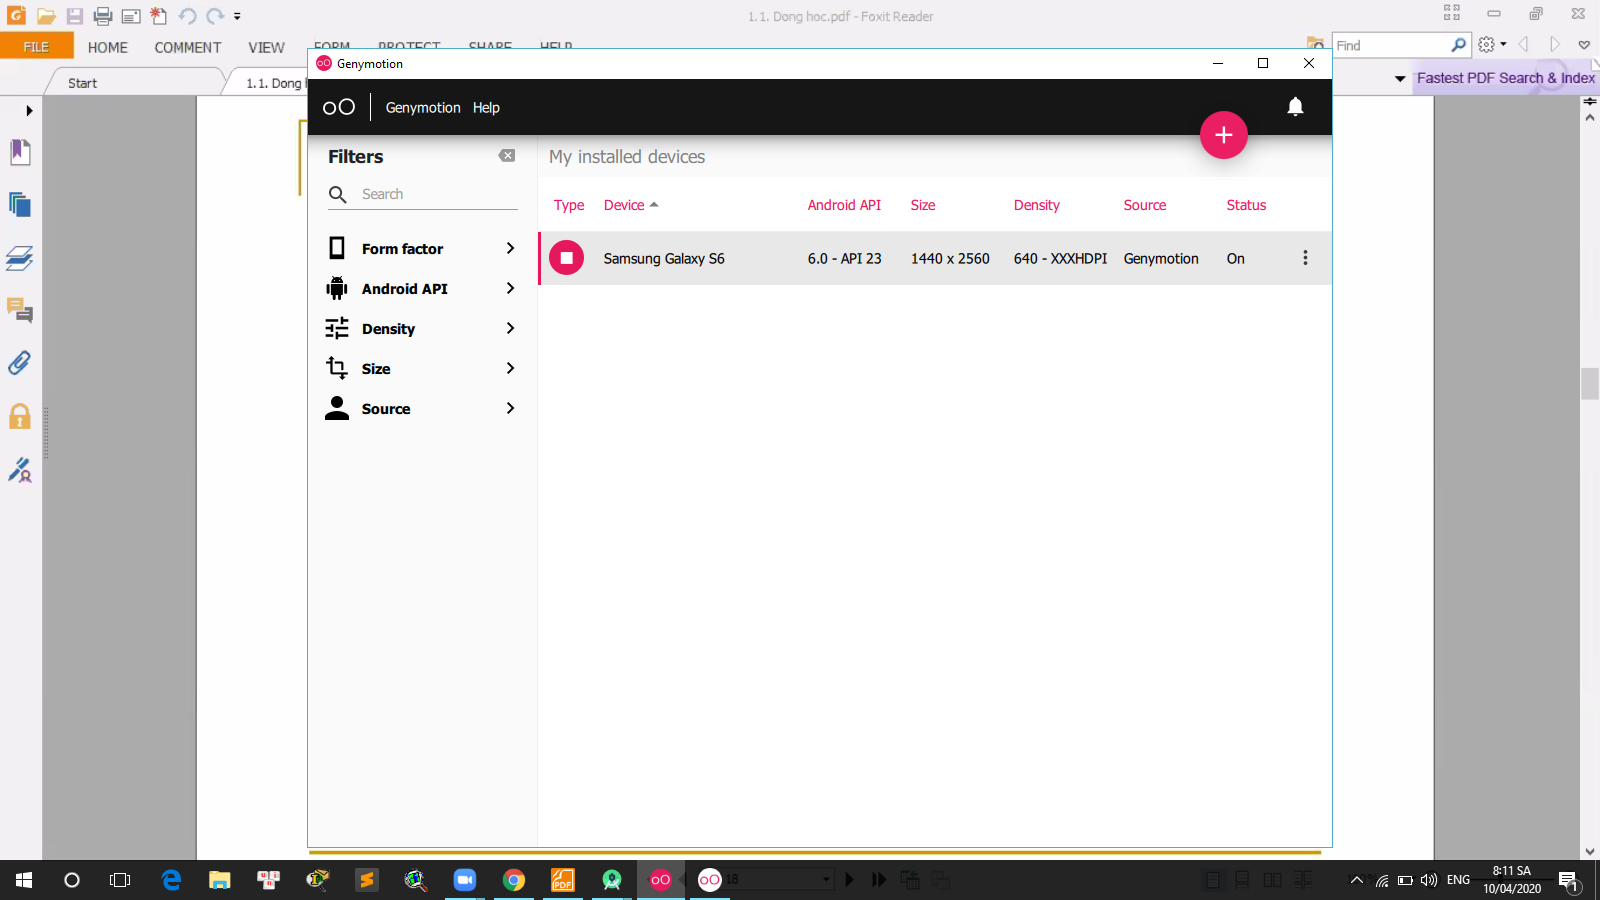 1.1. Dong hoc.pdf - Foxit Reader
FILE HOME COMMENT VIEW FORM PROTECT SHARE HELP
Find
Start
1.1. Dong
Fastest PDF Search & Index
Genymotion
Genymotion Help
Filters
Search
Form factor
Android API
Density
Size
Source
My installed devices
Type Device Android API Size Density Source Status
Samsung Galaxy S6 6.0 - API 23 1440 x 2560 640 - XXXHDPI Genymotion On
18
ENG
8:11 SA
10/04/2020
1